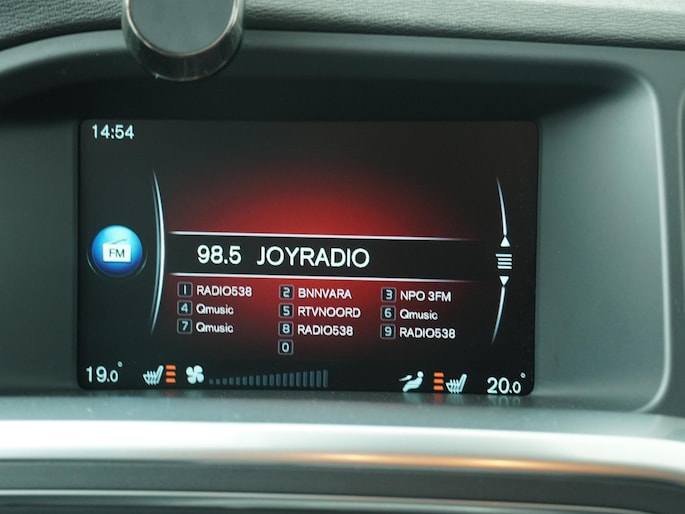 14:54
FM
98.5 JOYRADIO
1 RADIO538 2 BNNVARA 3 NPO 3FM
4 Qmusic 5 RTVNOORD 6 Qmusic
7 Qmusic 8 RADIO538 9 RADIO538
0
19.0° 20.0°